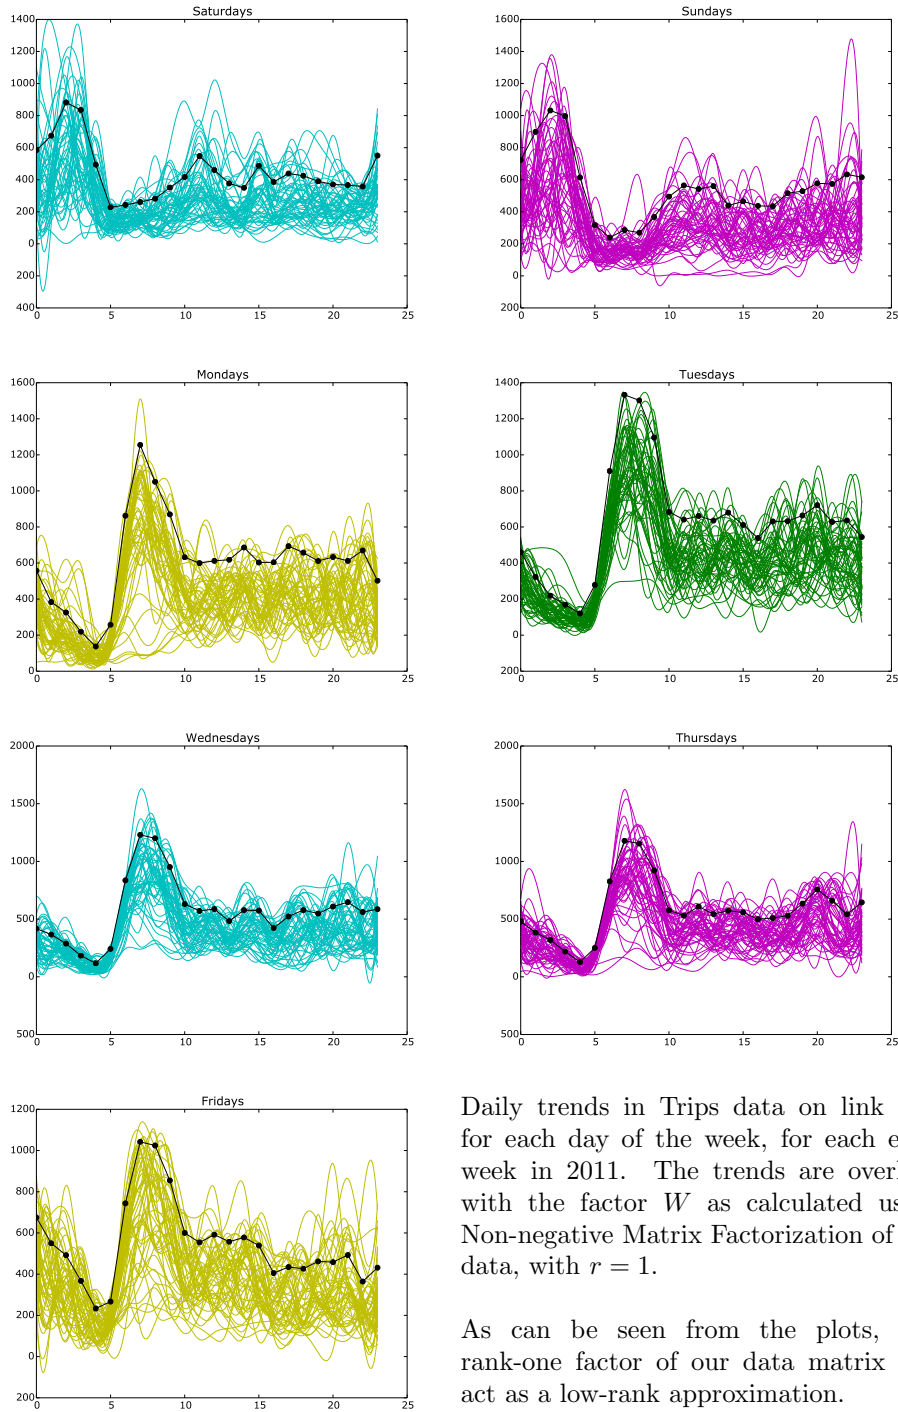 Saturdays
1400
1200
1000
800
600
400
200
0
200
400
0 5 10 15 20 25
Sundays
1600
1400
1200
1000
800
600
400
200
0
200
0 5 10 15 20 25
Mondays
1600
1400
1200
1000
800
600
400
200
0
0 5 10 15 20 25
Tuesdays
1400
1200
1000
800
600
400
200
0
200
0 5 10 15 20 25
Wednesdays
2000
1500
1000
500
0
500
0 5 10 15 20 25
Thursdays
2000
1500
1000
500
0
500
0 5 10 15 20 25
Fridays
1200
1000
800
600
400
200
0
200
Daily trends in Trips data on link
for each day of the week, for each
week in 2011. The trends are
with the factor W as calculated
Non-negative Matrix Factorization of
data, with r = 1.
As can be seen from the plots,
rank-one factor of our data matrix
act as a low-rank approximation.